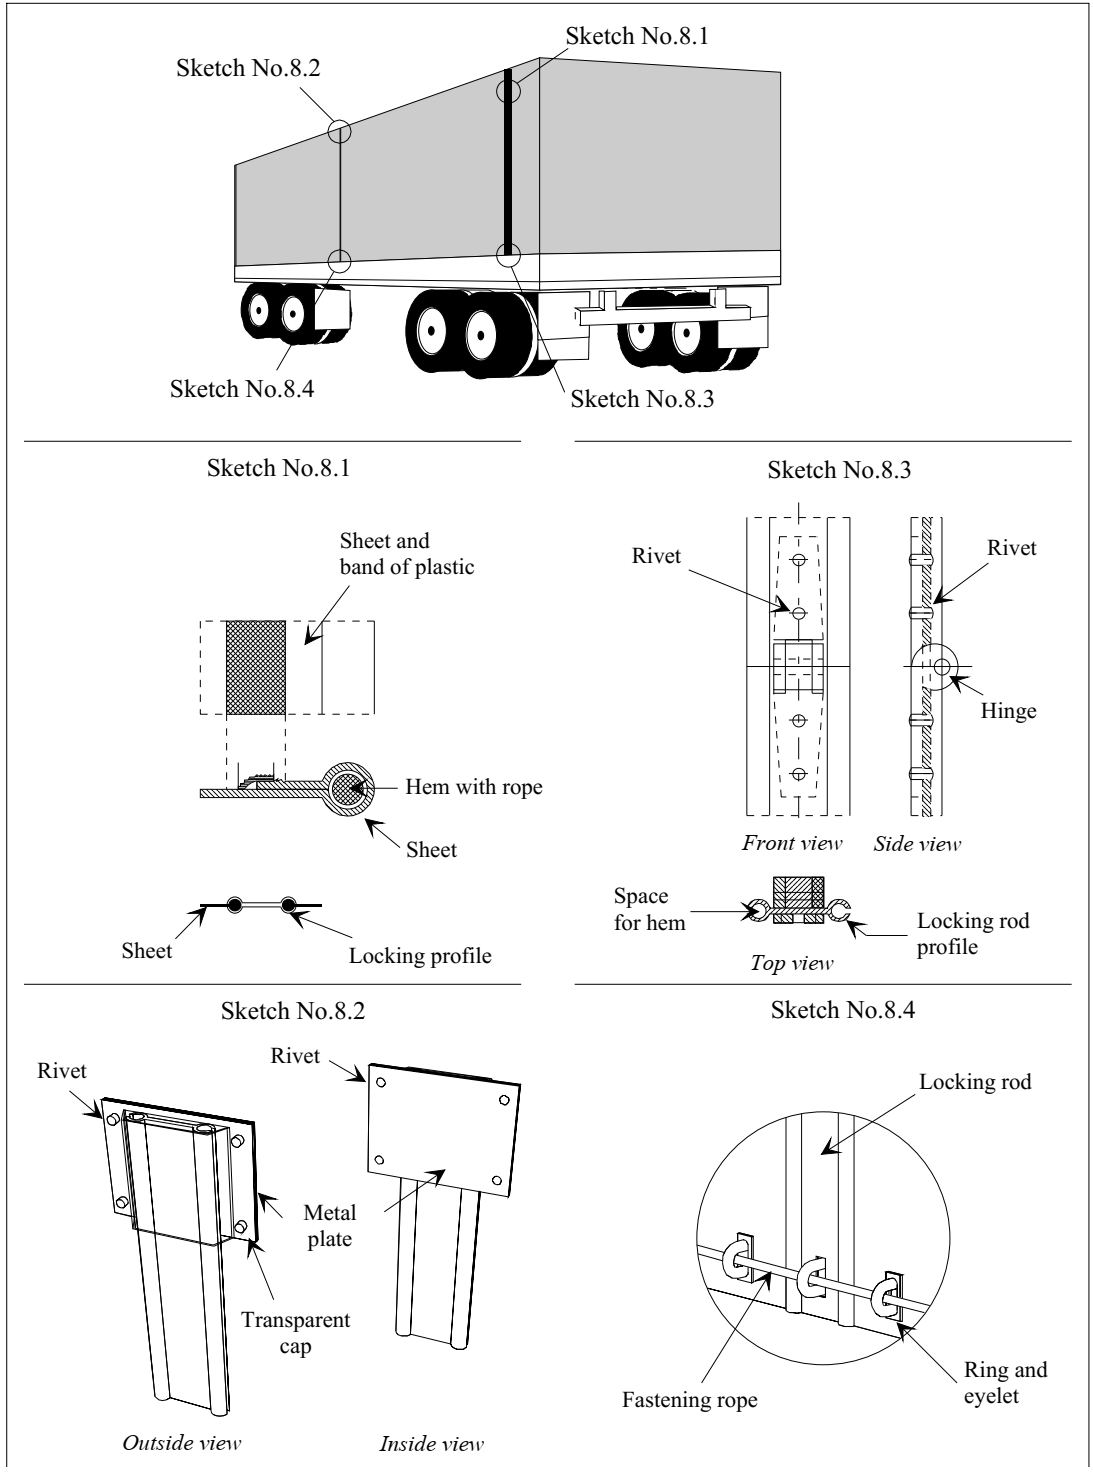 Sketch No.8.1
Sketch No.8.2
Sketch No.8.4
Sketch No.8.3
Sketch No.8.1
Sheet and
band of plastic
Hem with rope
Sheet
Sheet
Locking profile
Sketch No.8.3
Rivet
Rivet
Hinge
Front view
Side view
Space
for hem
Locking rod
profile
Top view
Sketch No.8.2
Rivet
Rivet
Metal
plate
Transparent
cap
Outside view
Inside view
Sketch No.8.4
Locking rod
Fastening rope
Ring and
eyelet